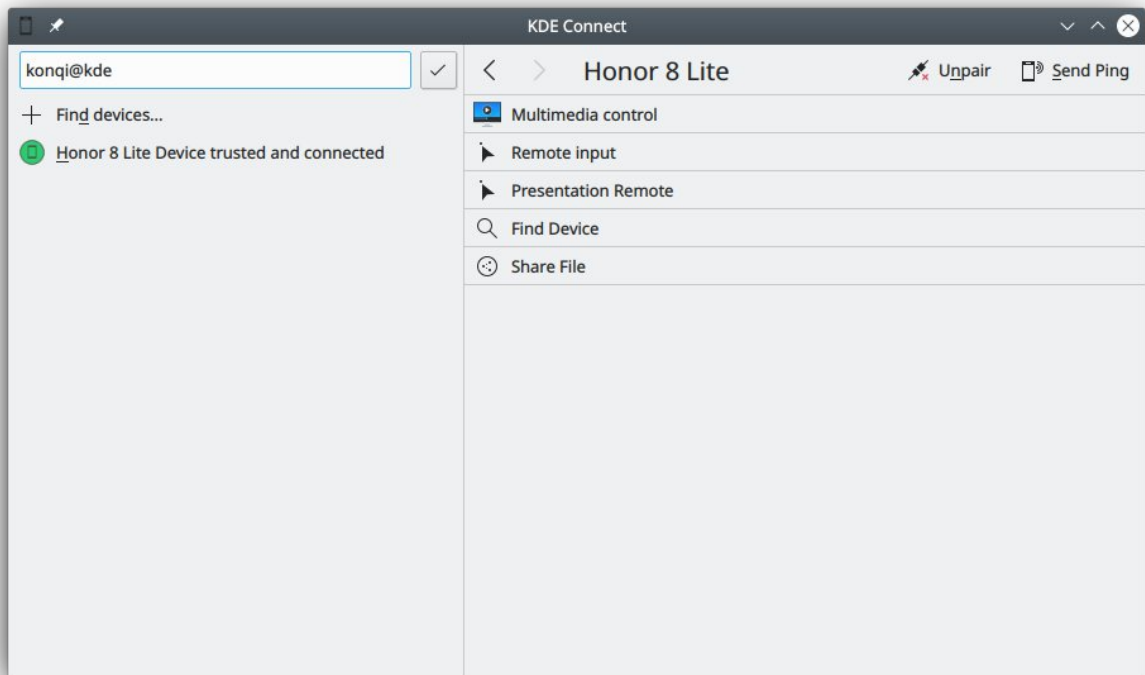 KDE Connect
konqi@kde
Find devices...
Honor 8 Lite Device trusted and connected
Honor 8 Lite
Unpair
Send Ping
Multimedia control
Remote input
Presentation Remote
Find Device
Share File